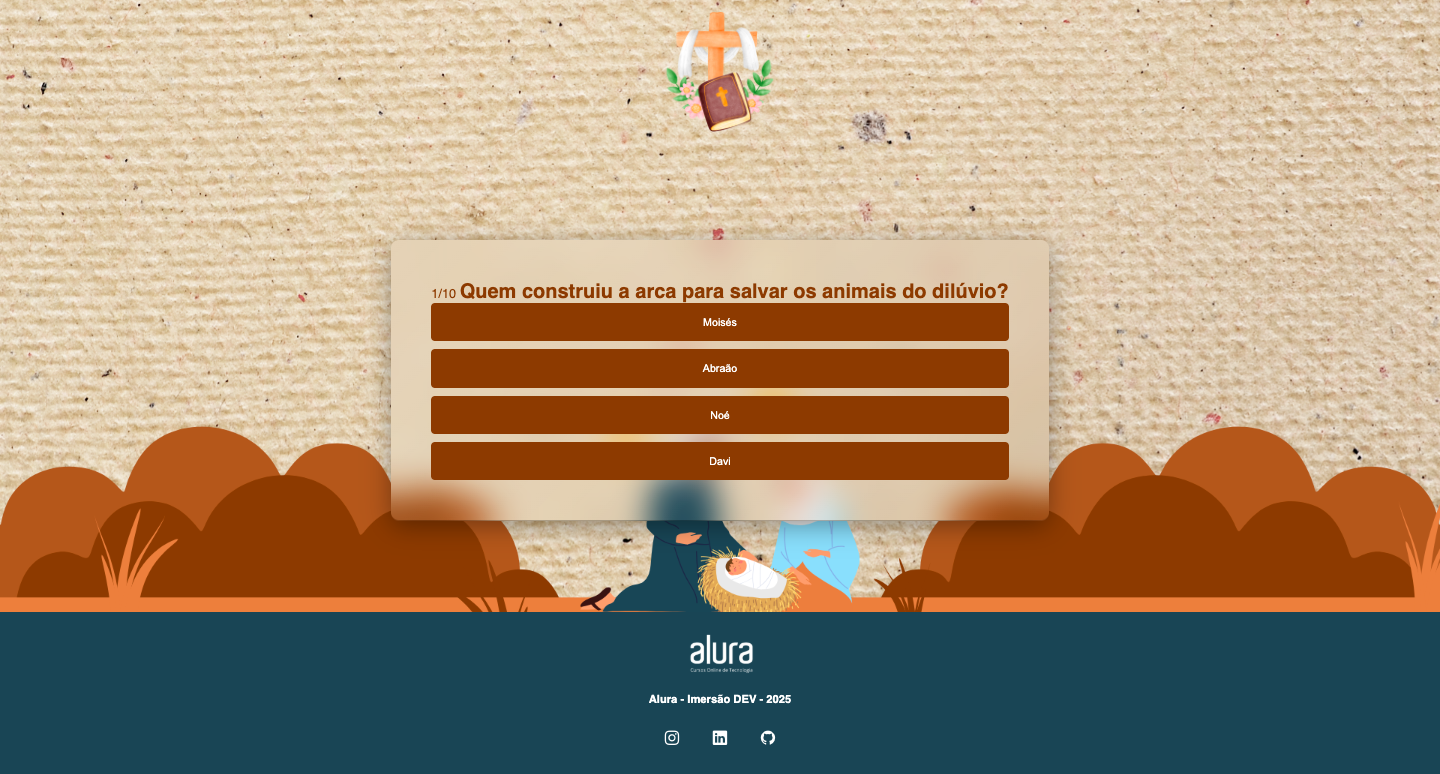 1/10 Quem construiu a arca para salvar os animais do dilúvio?
Moisés
Abraão
Noé
Davi
alura
Cursos Online de Tecnologia
Alura - Imersão DEV - 2025
in